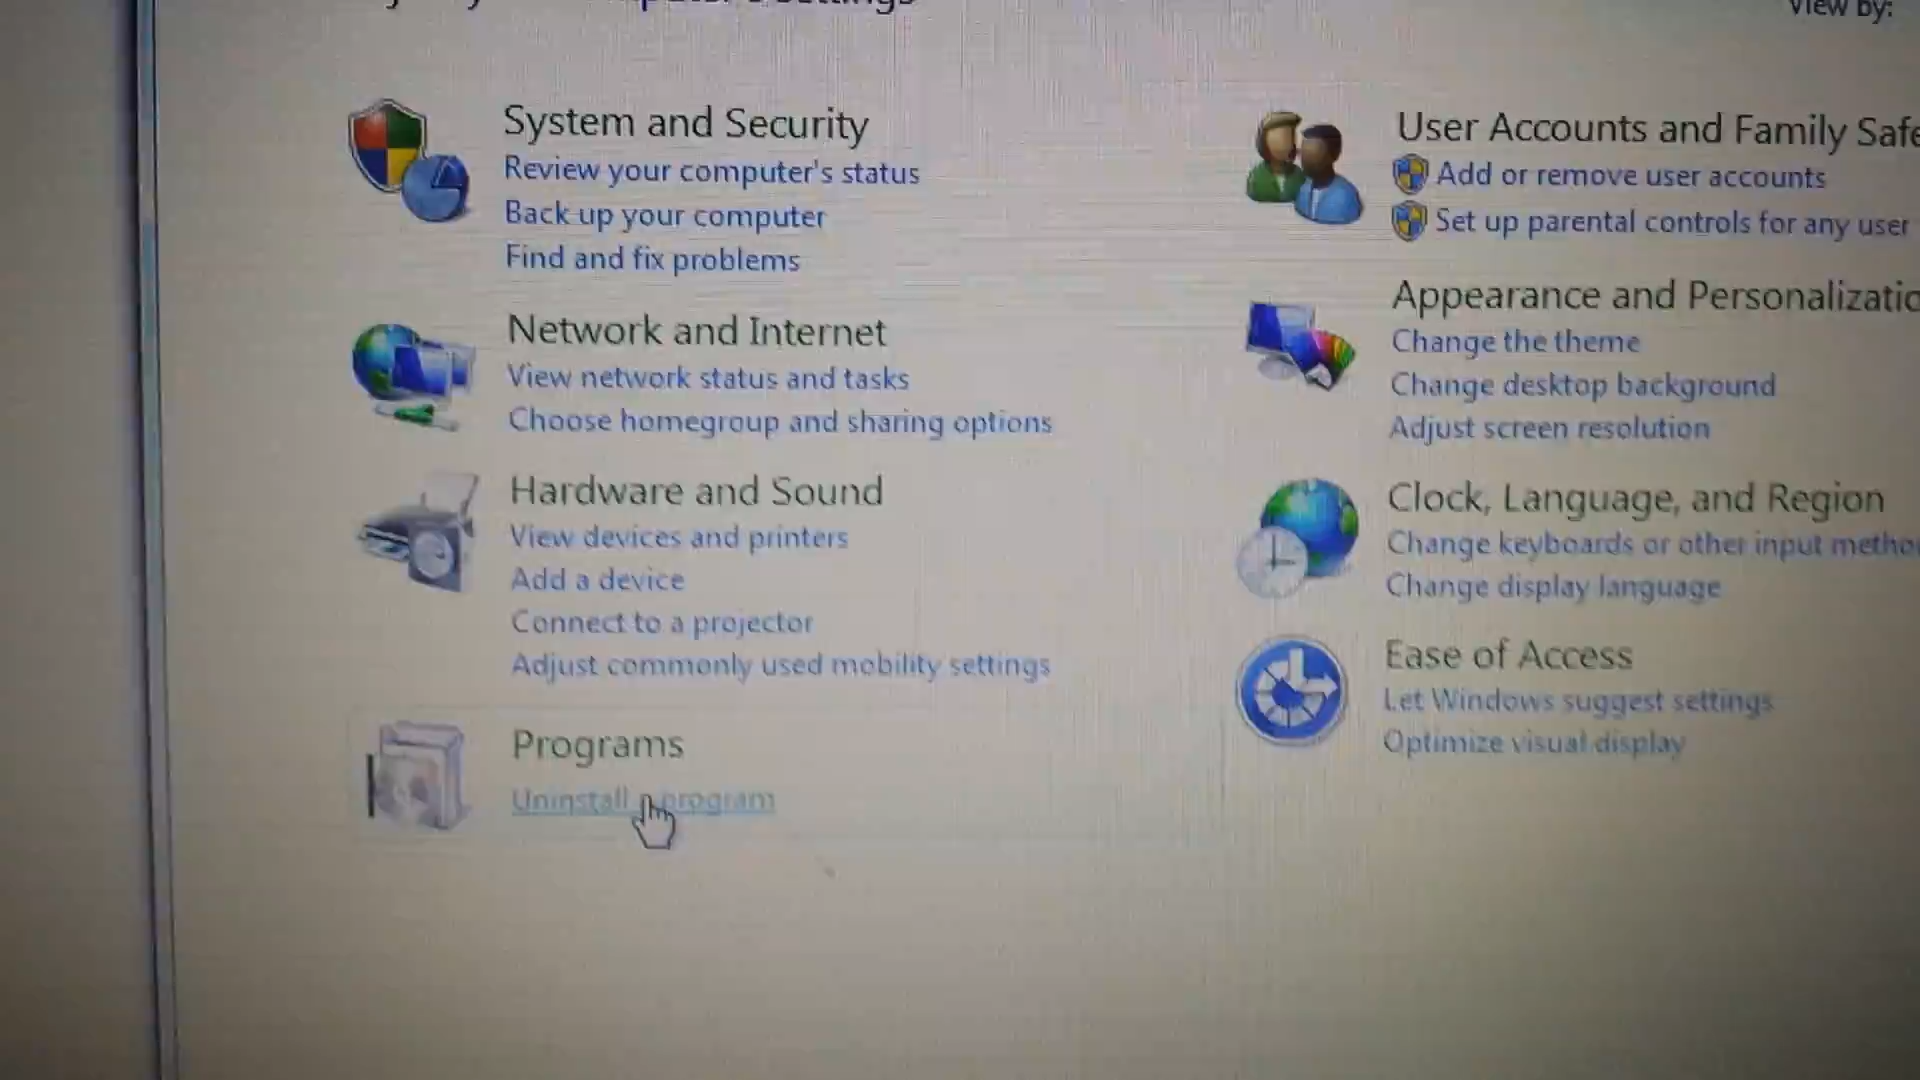 View by:
System and Security
Review your computer's status
Back up your computer
Find and fix problems
Network and Internet
View network status and tasks
Choose homegroup and sharing options
Hardware and Sound
View devices and printers
Add a device
Connect to a projector
Adjust commonly used mobility settings
Programs
Uninstall program
User Accounts and Family Safe
Add or remove user accounts
Set up parental controls for any user
Appearance and Personalizatio
Change the theme
Change desktop background
Adjust screen resolution
Clock, Language, and Region
Change keyboards or other input metho
Change display language
Ease of Access
Let Windows suggest settings
Optimize visual display